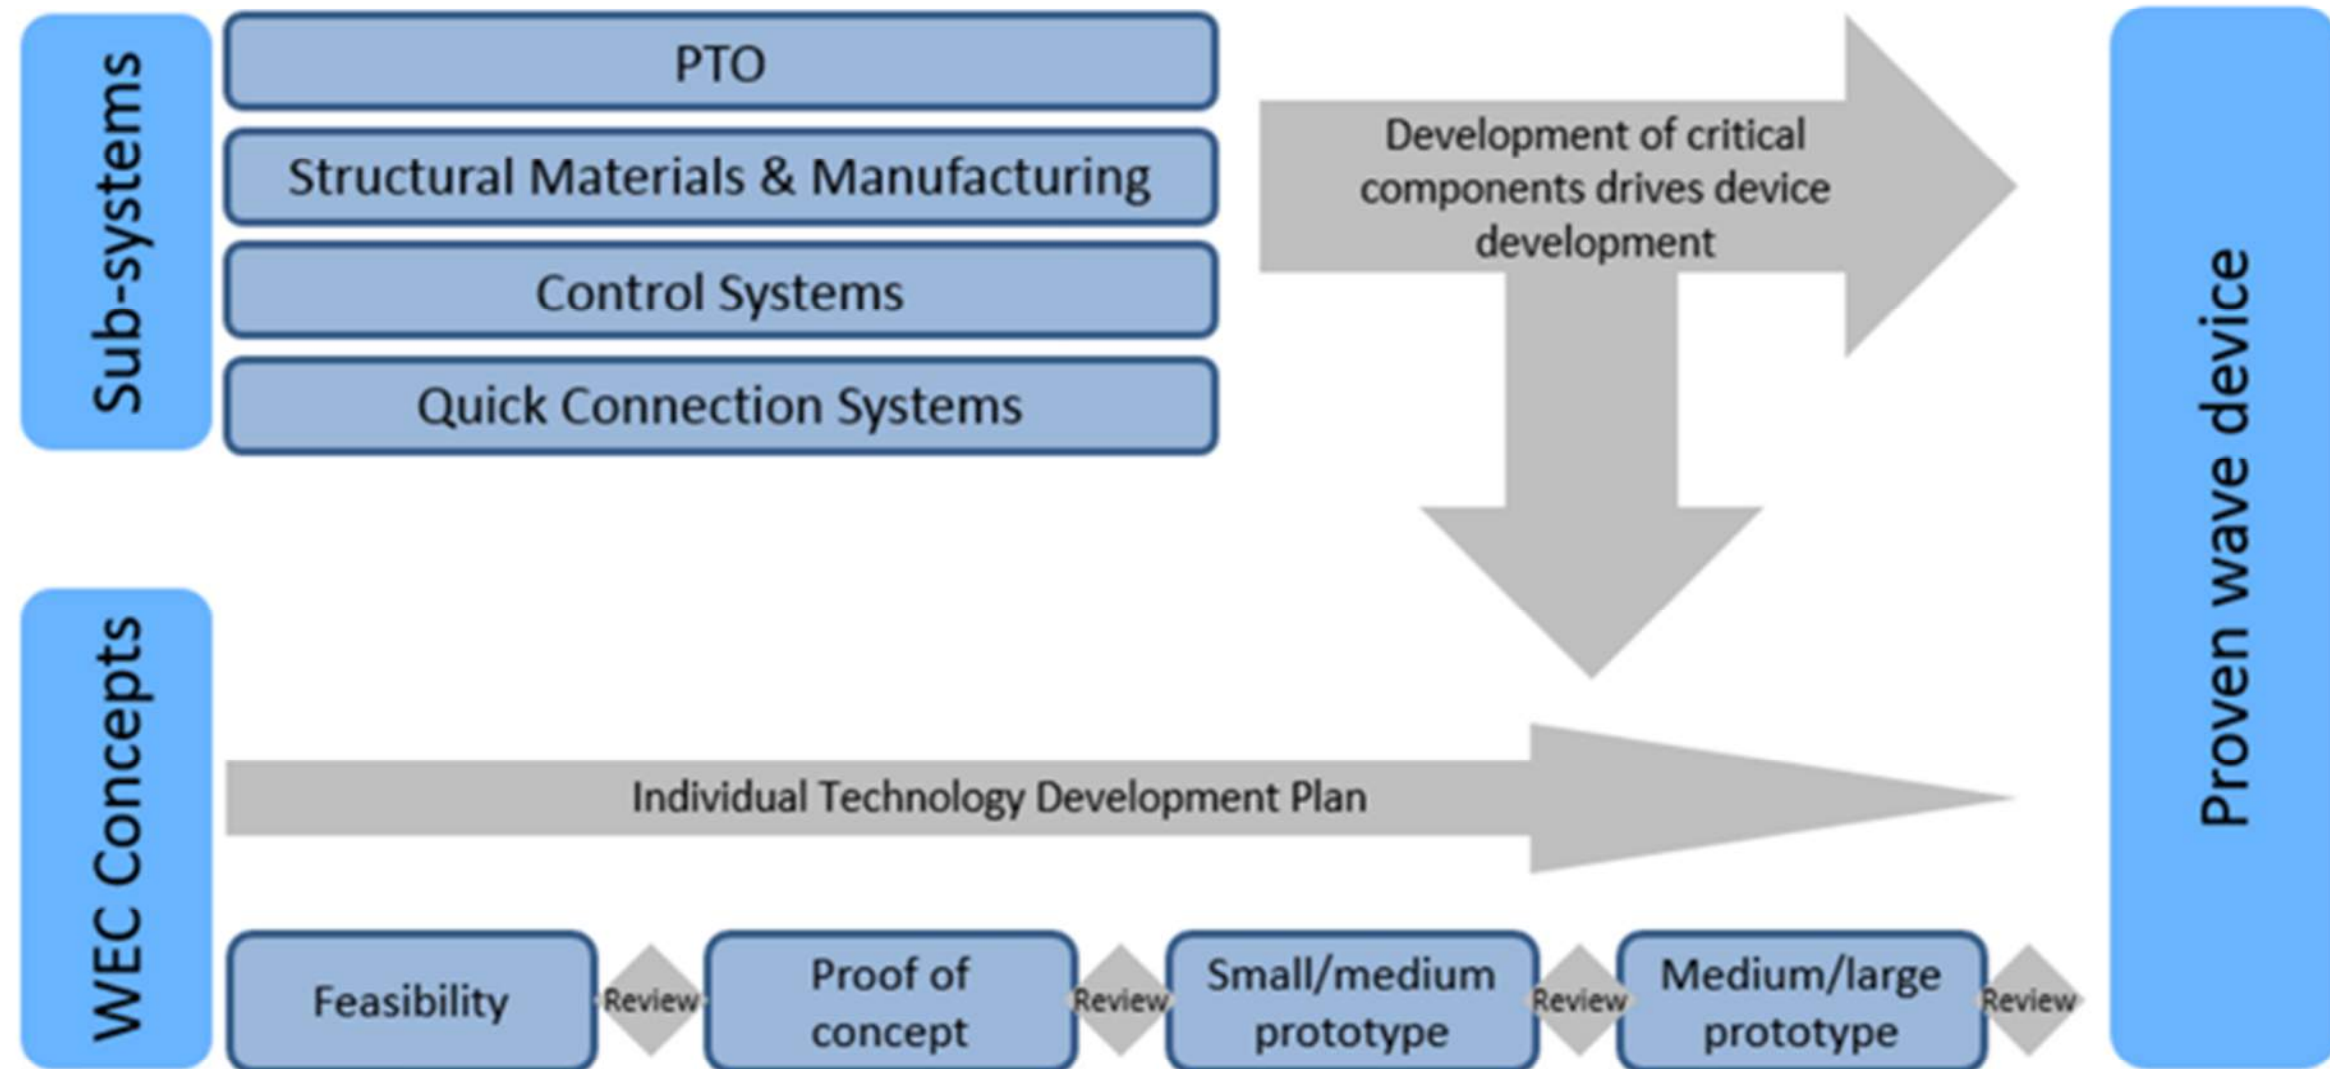 Sub-systems
PTO
Structural Materials & Manufacturing
Control Systems
Quick Connection Systems
Development of critical
components drives device
development
Proven wave device
WEC Concepts
Individual Technology Development Plan
Feasibility
Review
Proof of
concept
Review
Small/medium
prototype
Review
Medium/large
prototype
Review